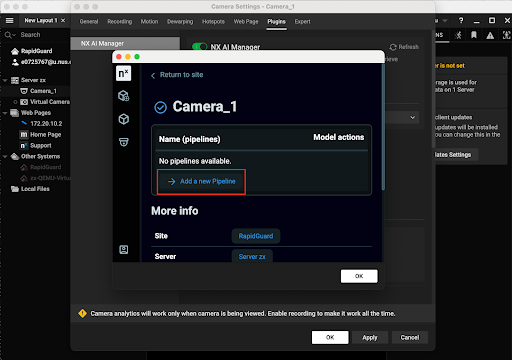 Camera Settings - Camera_1
New Layout 1
General
Recording
Motion
Dewarping
Hotspots
Web Page
Plugins
Expert
Search
NX AI Manager
NX AI Manager
Refresh
RapidGuard
e0725767@u.nus.e
Server zx
Camera_1
Virtual Camera
Web Pages
172.20.10.2
Home Page
Support
Other Systems
RapidGuard
zx-QEMU-Virtu
Local Files
nx
Return to site
Camera_1
Name (pipelines)
Model actions
No pipelines available.
Add a new Pipeline
More info
Site
RapidGuard
Server
Server zx
OK
er is not set
orage is used for
data on 1 Server
client updates
updates will be installed
ou can change this in the
dates Settings
Camera analytics will work only when camera is being viewed. Enable recording to make it work all the time.
OK
Apply
Cancel